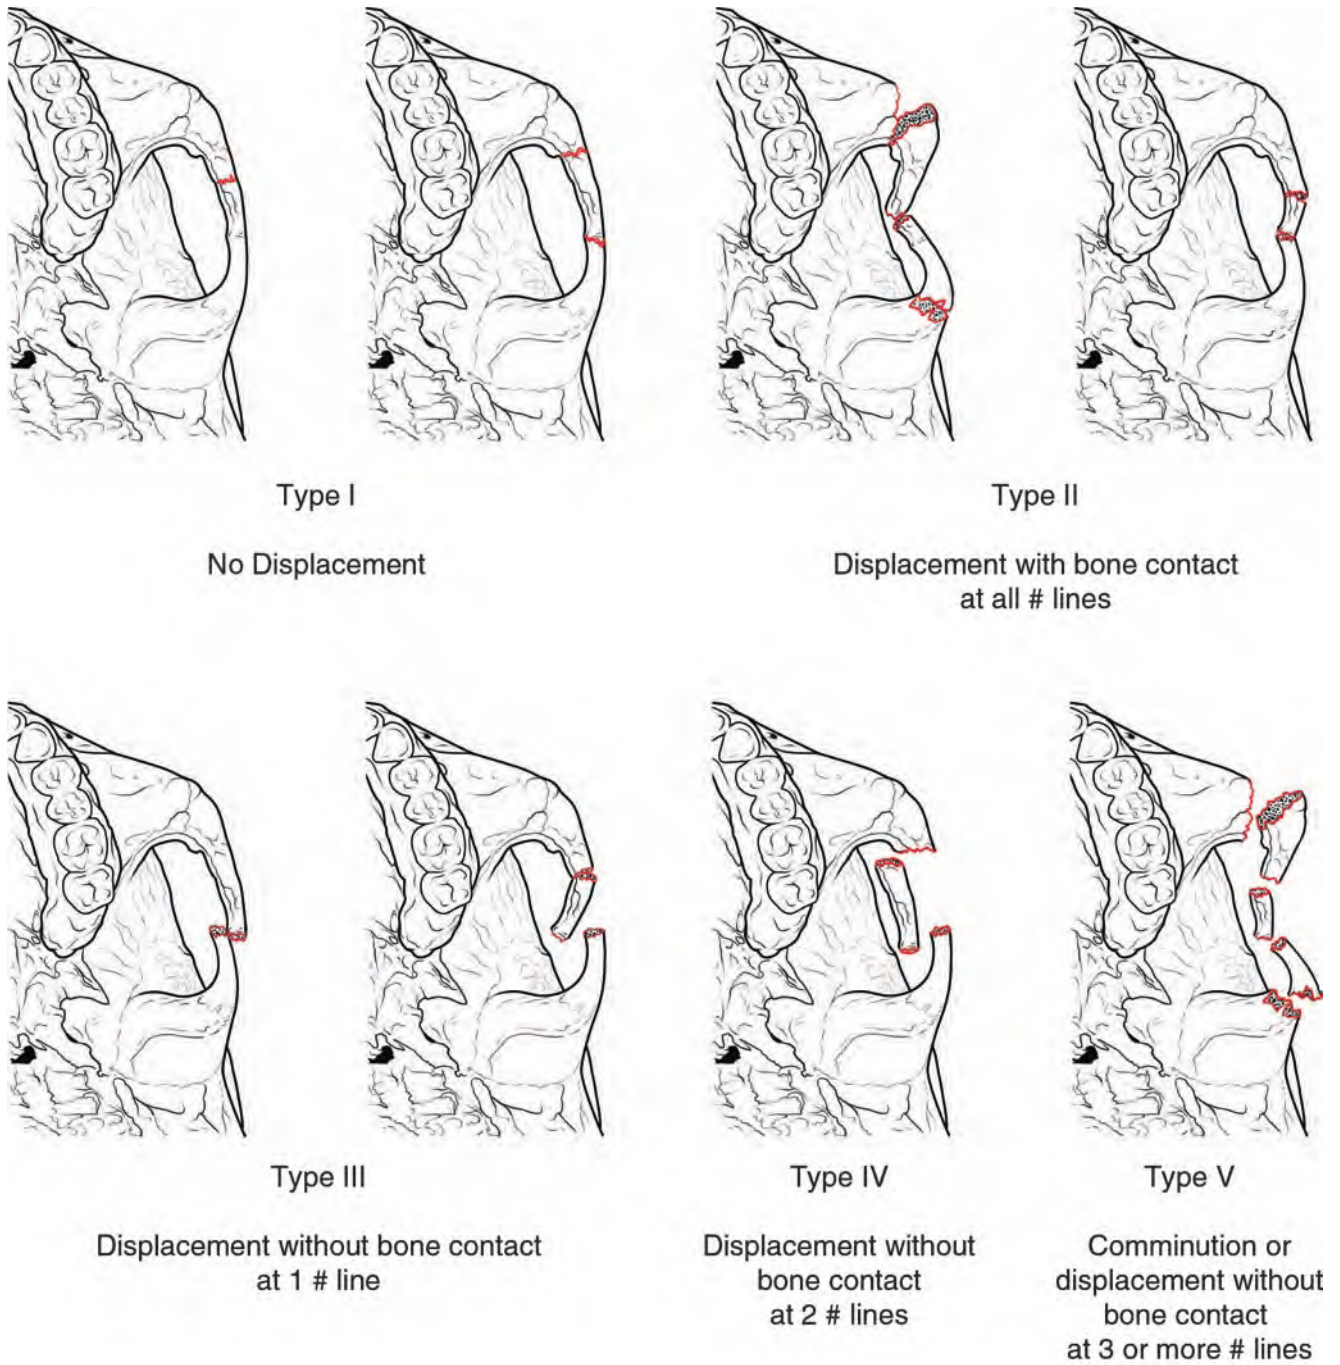 Type I
No Displacement
Type II
Displacement with bone contact
at all # lines
Type III
Displacement without bone contact
at 1 # line
Type IV
Displacement without
bone contact
at 2 # lines
Type V
Comminution or
displacement without
bone contact
at 3 or more # lines